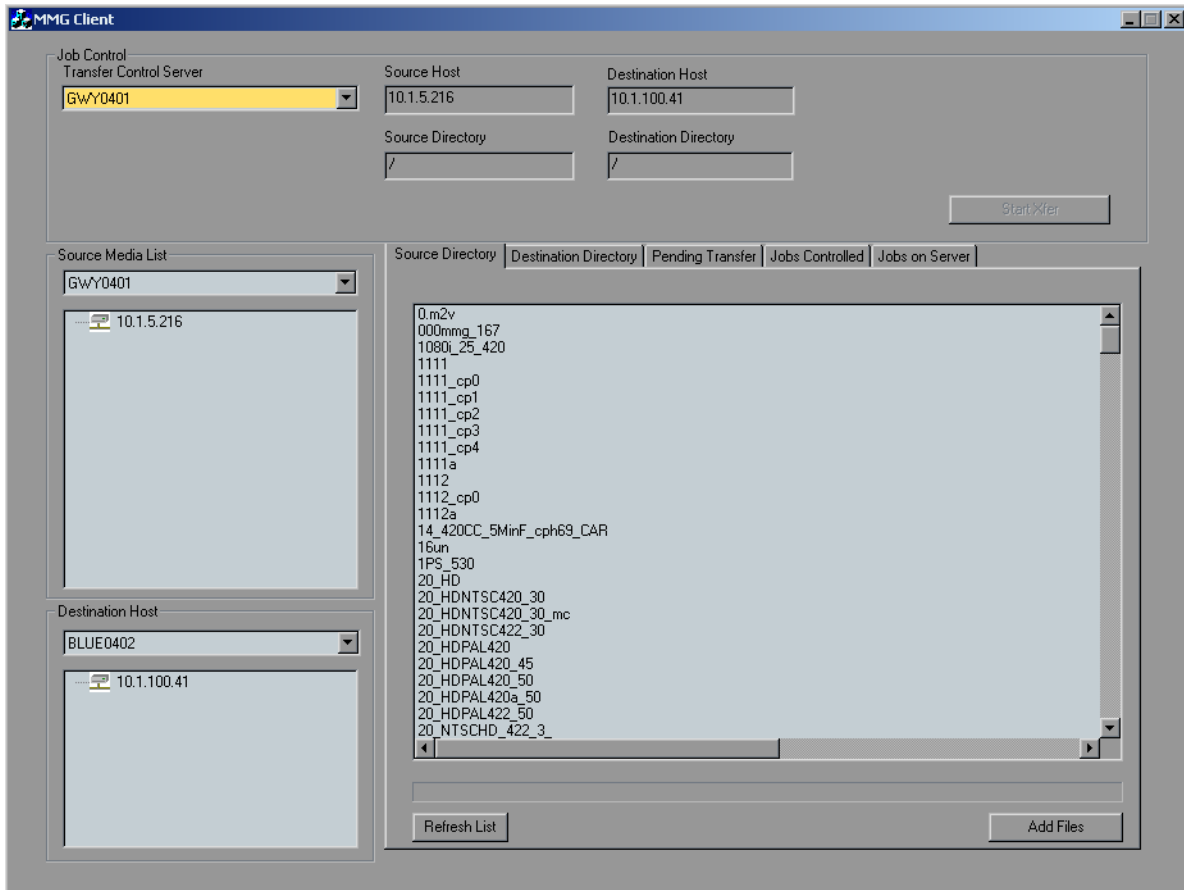 MMG Client
Job Control
Transfer Control Server
Source Host
Destination Host
GWY0401
10.1.5.216
10.1.100.41
Source Directory
Destination Directory
/
/
Start Xfer
Source Media List
GWY0401
10.1.5.216
Destination Host
BLUE0402
10.1.100.41
Source Directory
Destination Directory
Pending Transfer
Jobs Controlled
Jobs on Server
0.m2v
000mmg_167
1080i_25_420
1111
1111_cp0
1111_cp1
1111_cp2
1111_cp3
1111_cp4
1111a
1112
1112_cp0
1112a
14_420CC_5MinF_cph69_CAR
16un
1PS_530
20_HD
20_HDNTSC420_30
20_HDNTSC420_30_mc
20_HDNTSC422_30
20_HDPAL420
20_HDPAL420_45
20_HDPAL420_50
20_HDPAL420a_50
20_HDPAL422_50
20_NTSCHD_422_3_
Refresh List
Add Files